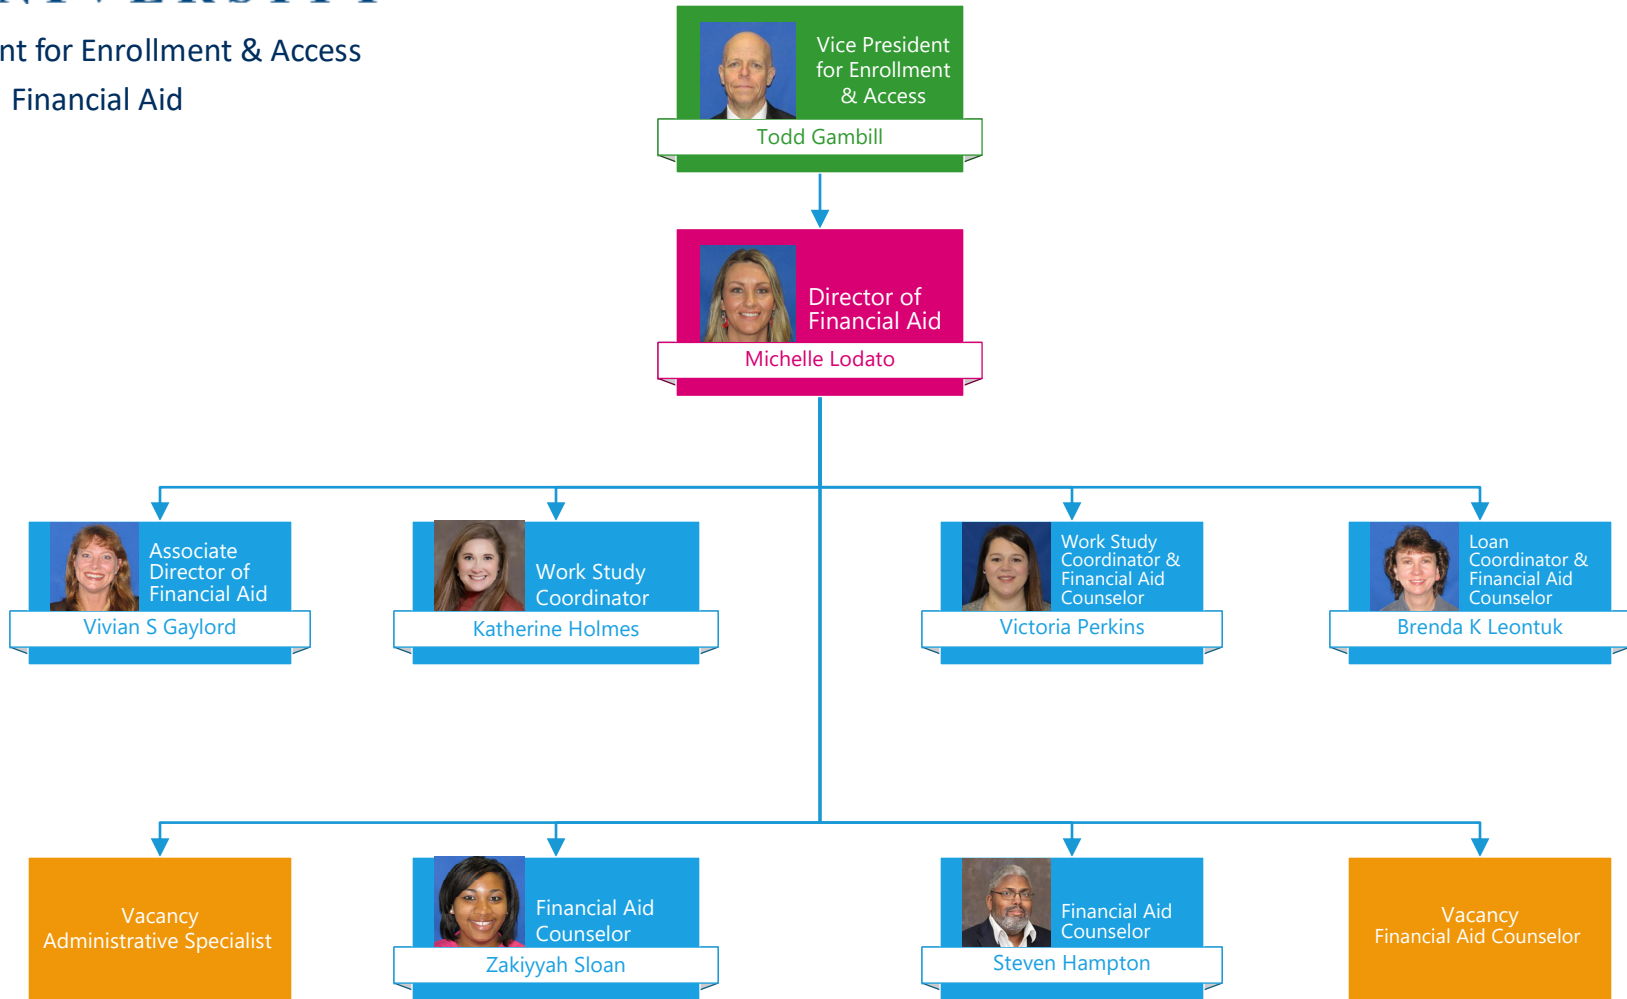 nt for Enrollment & Access
Financial Aid
Vice President
for Enrollment
& Access
Todd Gambill
Director of
Financial Aid
Michelle Lodato
Associate
Director of
Financial Aid
Vivian S Gaylord
Work Study
Coordinator
Katherine Holmes
Work Study
Coordinator &
Financial Aid
Counselor
Victoria Perkins
Loan
Coordinator &
Financial Aid
Counselor
Brenda K Leontuk
Vacancy
Administrative Specialist
Financial Aid
Counselor
Zakiyyah Sloan
Financial Aid
Counselor
Steven Hampton
Vacancy
Financial Aid Counselor